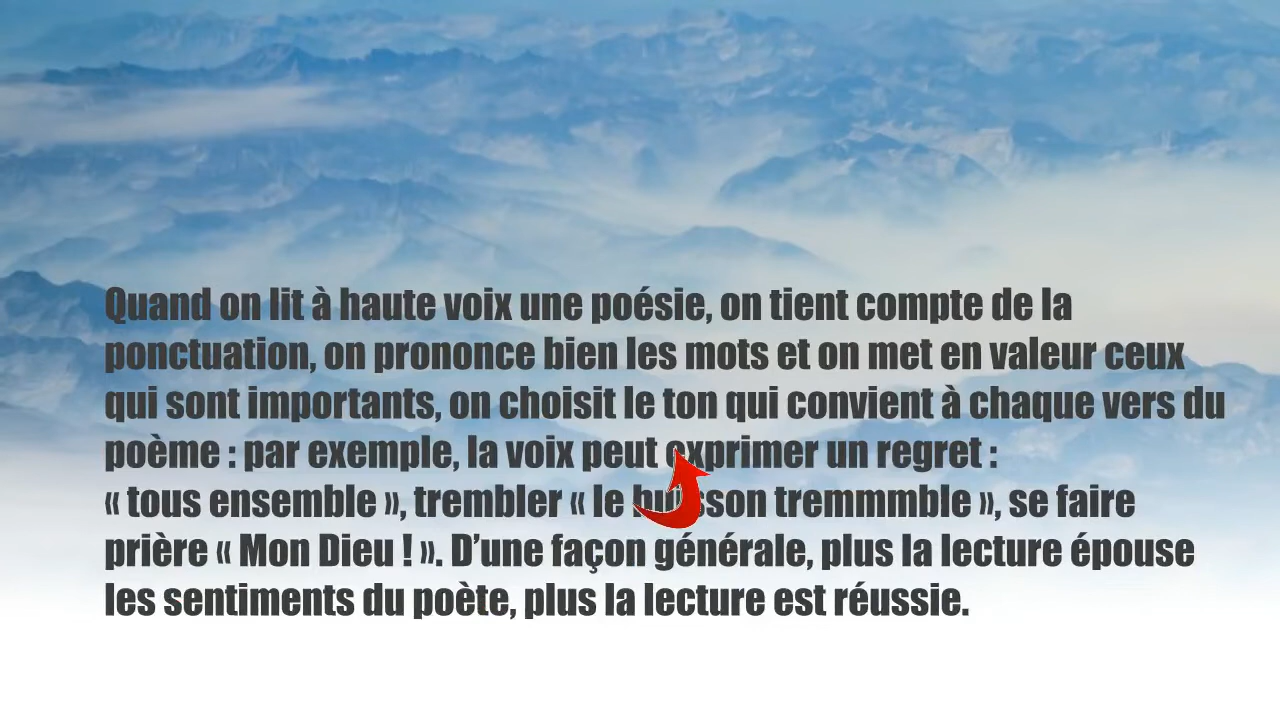 Quand on lit à haute voix une poésie, on tient compte de la
ponctuation, on prononce bien les mots et on met en valeur ceux
qui sont importants, on choisit le ton qui convient à chaque vers du
poème : par exemple, la voix peut exprimer un regret :
« tous ensemble », trembler « le buisson tremmmble », se faire
prière « Mon Dieu ! ». D’une façon générale, plus la lecture épouse
les sentiments du poète, plus la lecture est réussie.